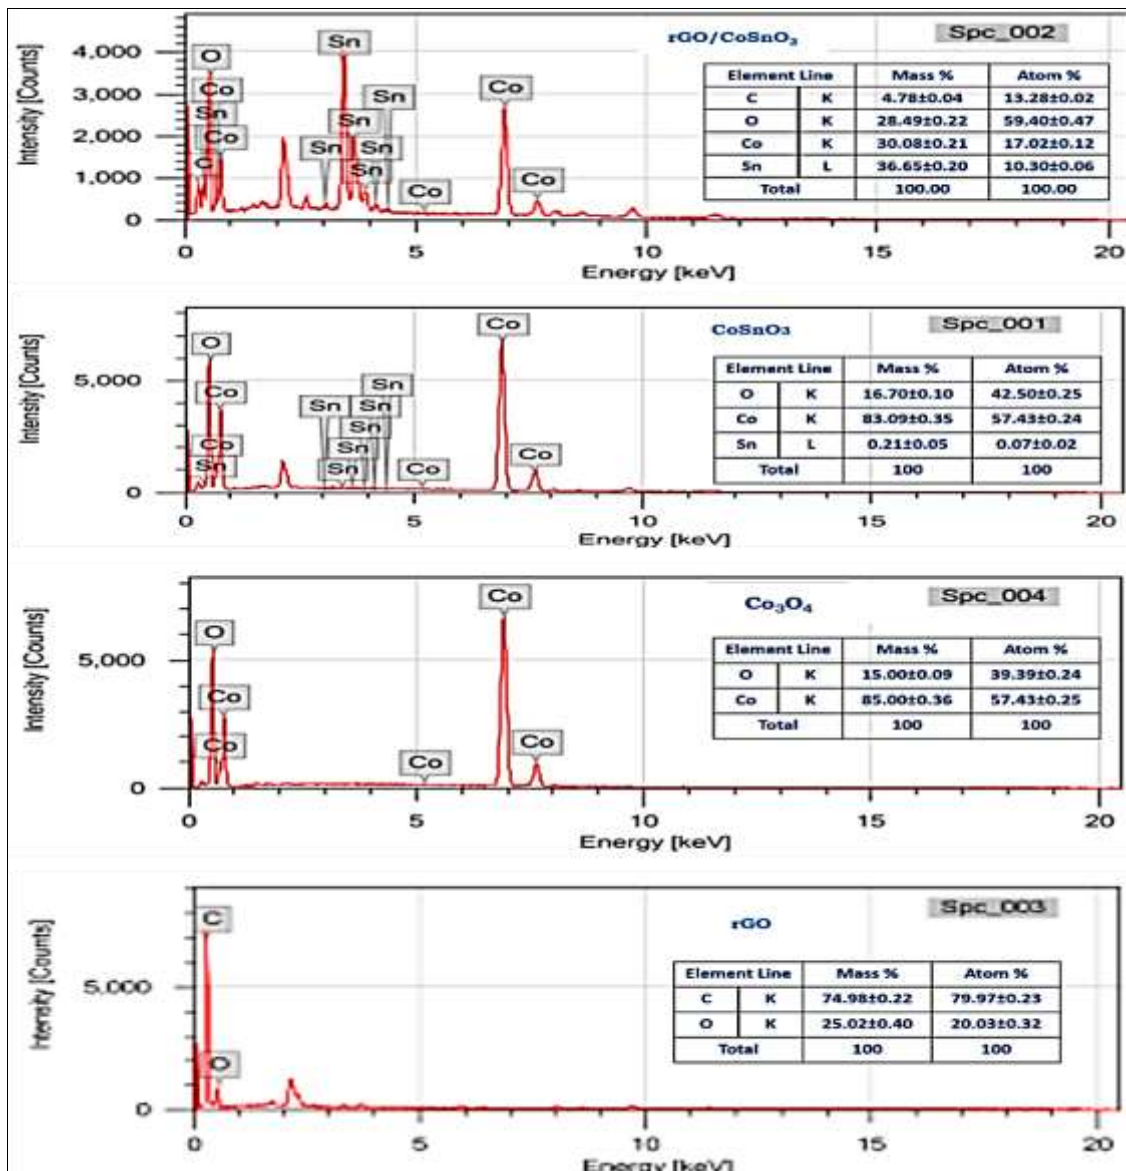 rGO/CoSnO₃
Spc_002
Intensity [Counts]
4,000
3,000
2,000
1,000
0
O
Co
Sn
Co
C
Sn
Sn
Sn
Sn
Sn
Sn
Co
Co
Co
Element Line Mass % Atom %
C K 4.78±0.04 13.28±0.02
O K 28.49±0.22 59.40±0.47
Co K 30.08±0.21 17.02±0.12
Sn L 36.65±0.20 10.30±0.06
Total 100.00 100.00
0 5 10 15 20
Energy [keV]
CoSnO₃
Spc_001
Intensity [Counts]
5,000
0
O
Co
Co
Sn
Sn
Sn
Sn
Sn
Sn
Sn
Co
Co
Co
Element Line Mass % Atom %
O K 16.70±0.10 42.50±0.25
Co K 83.09±0.35 57.43±0.24
Sn L 0.21±0.05 0.07±0.02
Total 100 100
0 5 10 15 20
Energy [keV]
Co₃O₄
Spc_004
Intensity [Counts]
5,000
0
O
Co
Co
Co
Co
Co
Element Line Mass % Atom %
O K 15.00±0.09 39.39±0.24
Co K 85.00±0.36 57.43±0.25
Total 100 100
0 5 10 15 20
Energy [keV]
rGO
Spc_003
Intensity [Counts]
5,000
0
C
O
Element Line Mass % Atom %
C K 74.98±0.22 79.97±0.23
O K 25.02±0.40 20.03±0.32
Total 100 100
0 5 10 15 20
Energy [keV]